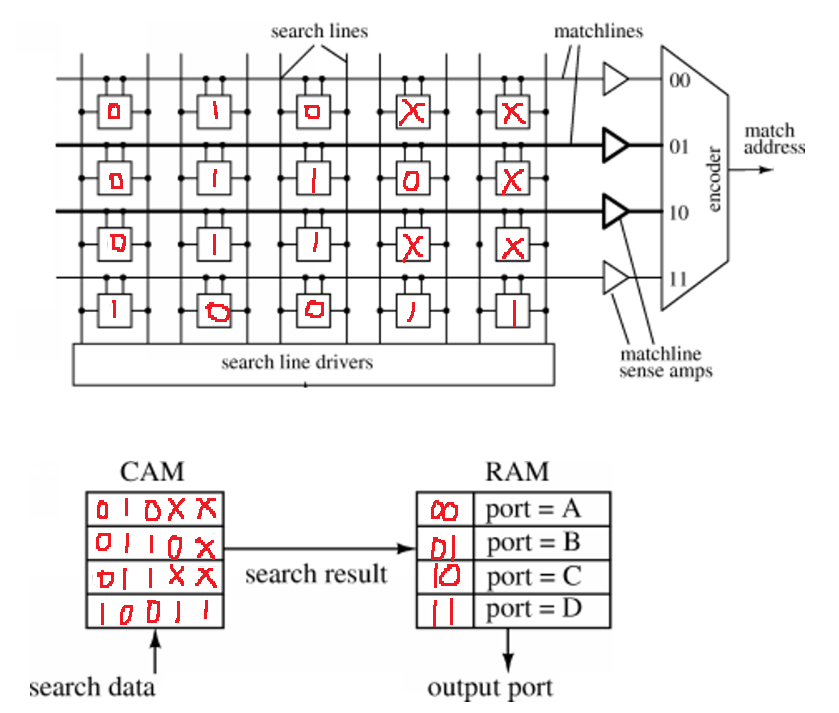 search lines
matchlines
0 1 0 X X
00
0 1 1 0 X
01
match address
encoder
0 1 1 X X
10
1 0 0 1 1
11
search line drivers
matchline
sense amps
CAM
RAM
0 1 0 X X
00 port = A
0 1 1 0 X
01 port = B
search result
0 1 1 X X
10 port = C
1 0 0 1 1
11 port = D
search data
output port